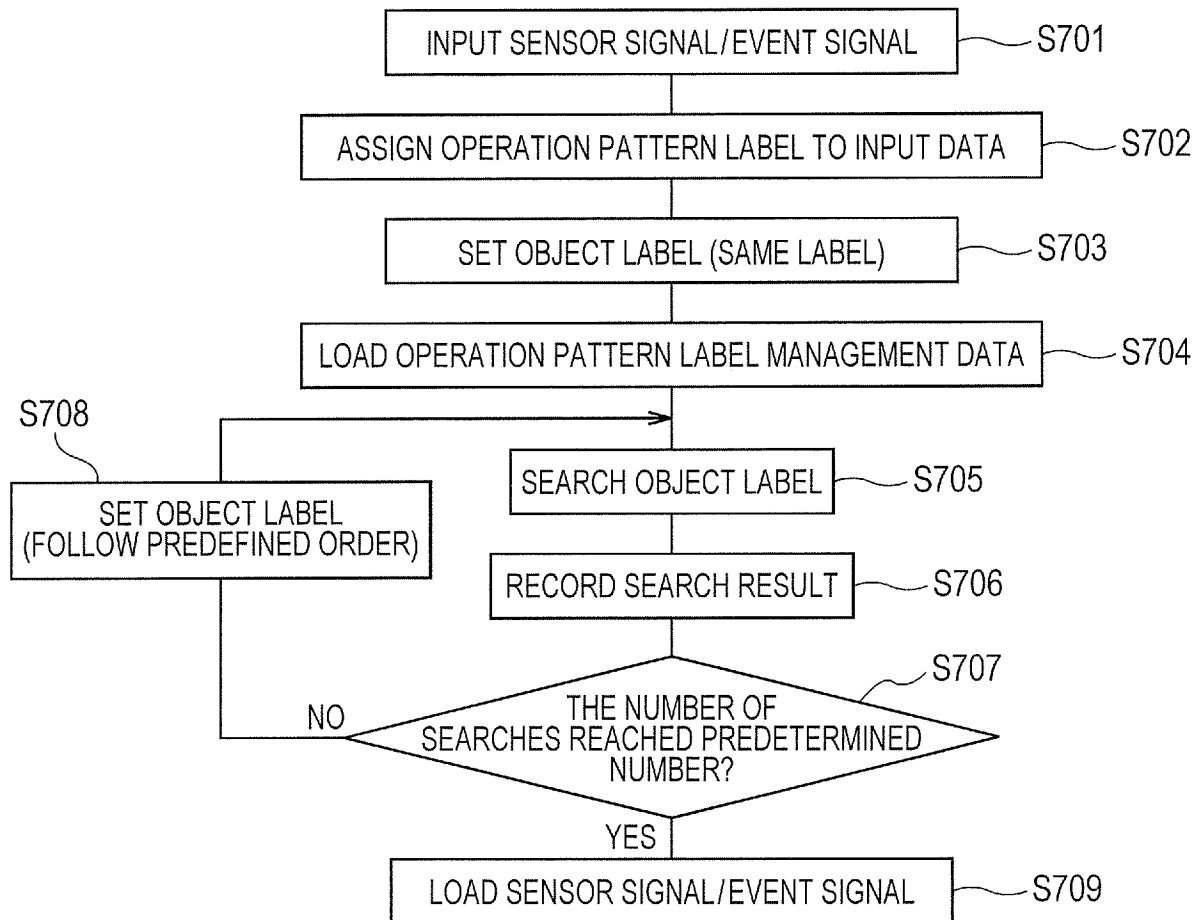 INPUT SENSOR SIGNAL/EVENT SIGNAL
S701
ASSIGN OPERATION PATTERN LABEL TO INPUT DATA
S702
SET OBJECT LABEL (SAME LABEL)
S703
LOAD OPERATION PATTERN LABEL MANAGEMENT DATA
S704
S708
SET OBJECT LABEL
(FOLLOW PREDEFINED ORDER)
SEARCH OBJECT LABEL
S705
RECORD SEARCH RESULT
S706
S707
THE NUMBER OF
SEARCHES REACHED PREDETERMINED
NUMBER?
NO
YES
LOAD SENSOR SIGNAL/EVENT SIGNAL
S709